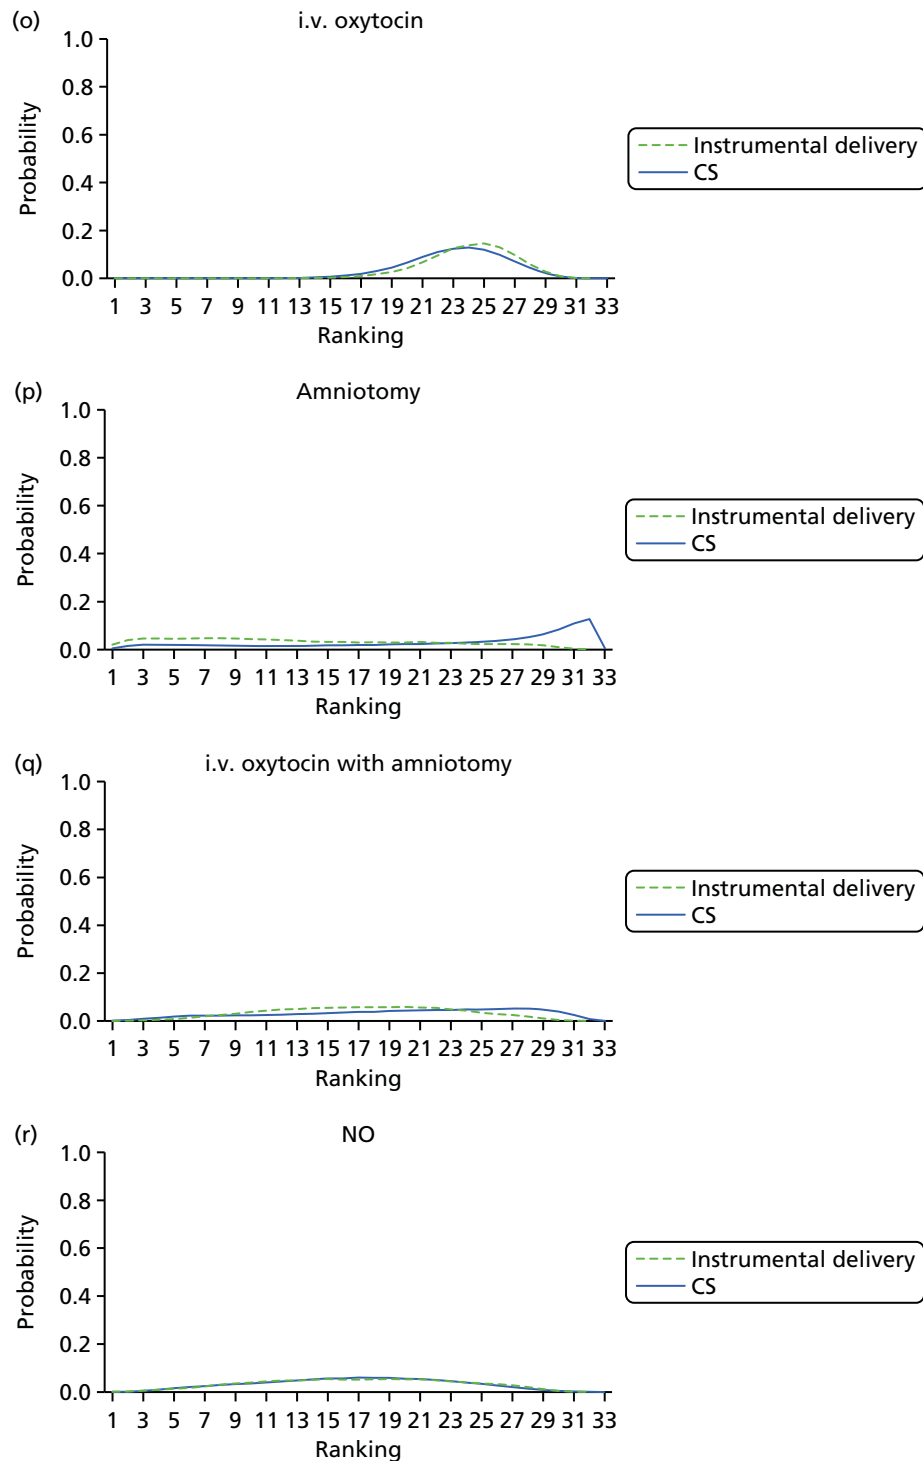 (o) i.v. oxytocin
1.0
0.8
0.6
0.4
0.2
0.0
Probability
1 3 5 7 9 11 13 15 17 19 21 23 25 27 29 31 33
Ranking
Instrumental delivery
CS
(p) Amniotomy
1.0
0.8
0.6
0.4
0.2
0.0
Probability
1 3 5 7 9 11 13 15 17 19 21 23 25 27 29 31 33
Ranking
Instrumental delivery
CS
(q) i.v. oxytocin with amniotomy
1.0
0.8
0.6
0.4
0.2
0.0
Probability
1 3 5 7 9 11 13 15 17 19 21 23 25 27 29 31 33
Ranking
Instrumental delivery
CS
(r) NO
1.0
0.8
0.6
0.4
0.2
0.0
Probability
1 3 5 7 9 11 13 15 17 19 21 23 25 27 29 31 33
Ranking
Instrumental delivery
CS